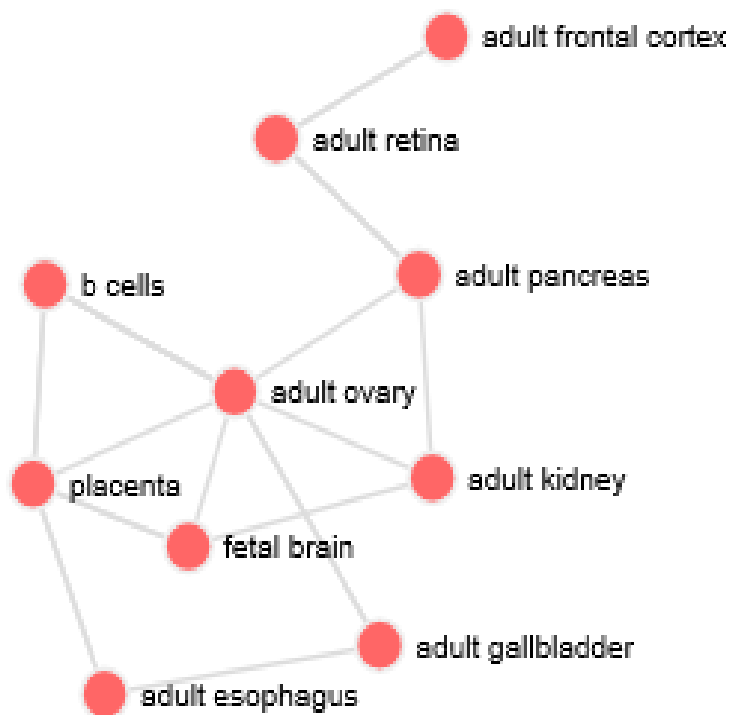 adult frontal cortex
adult retina
adult pancreas
b cells
adult ovary
adult kidney
placenta
fetal brain
adult gallbladder
adult esophagus